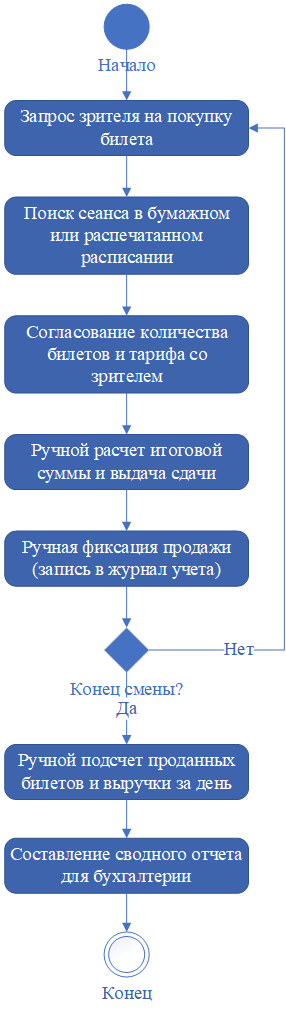 Начало
Запрос зрителя на покупку
билета
Поиск сеанса в бумажном
или распечатанном
расписании
Согласование количества
билетов и тарифа со
зрителем
Ручной расчет итоговой
суммы и выдача сдачи
Ручная фиксация продажи
(запись в журнал учета)
Нет
Конец смены?
Да
Ручной подсчет проданных
билетов и выручки за день
Составление сводного отчета
для бухгалтерии
Конец